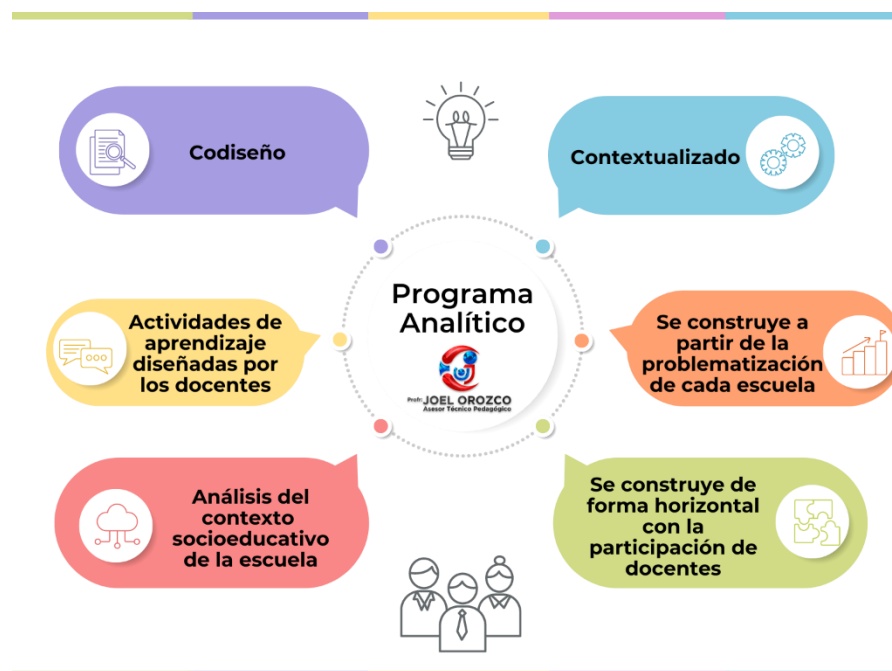 Codiseño
Contextualizado
Programa
Analítico
Profr. JOEL OROZCO
Asesor Técnico Pedagógico
Actividades de
aprendizaje
diseñadas por
los docentes
Se construye a
partir de la
problematización
de cada escuela
Análisis del
contexto
socioeducativo
de la escuela
Se construye de
forma horizontal
con la
participación de
docentes